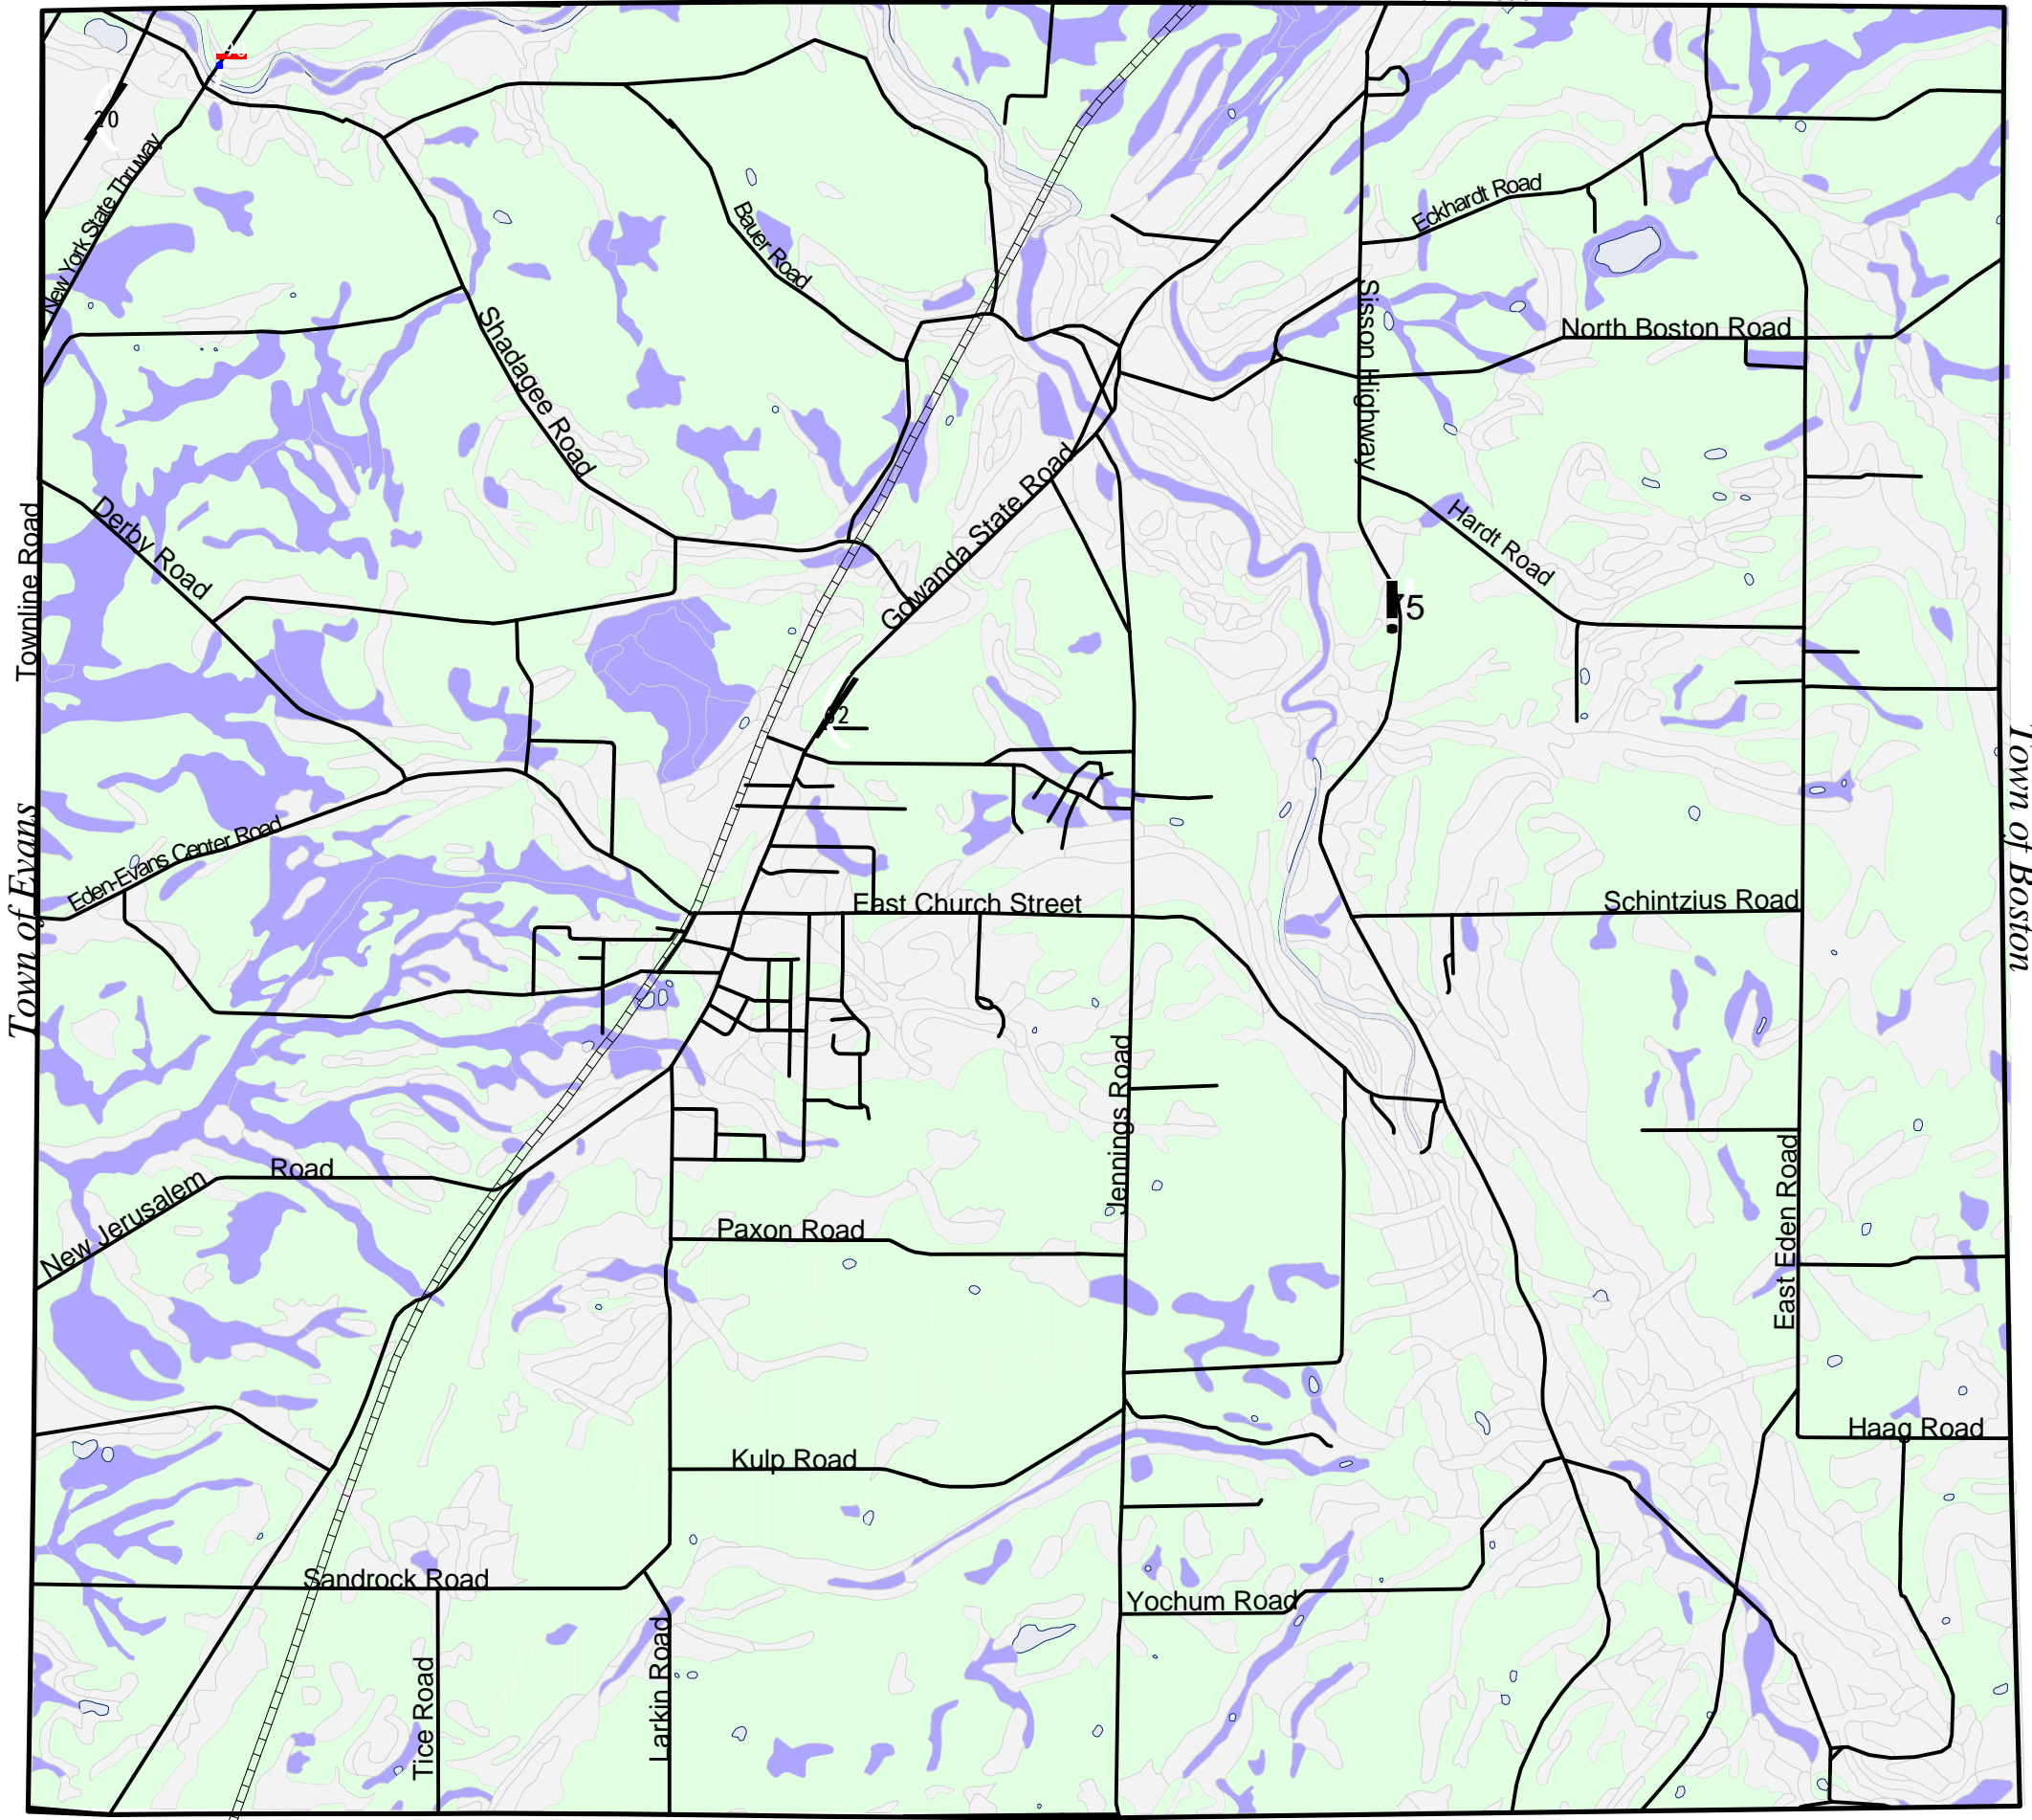 90
20
New York State Thruway
Bauer Road
Eckhardt Road
Sisson Highway
North Boston Road
Shadagee Road
Gowanda State Road
Derby Road
Hardt Road
Townline Road
75
62
Town of Evans
Town of Boston
Eden-Evans Center Road
East Church Street
Schintzius Road
Jennings Road
New Jerusalem Road
Paxon Road
East Eden Road
Haag Road
Kulp Road
Sandrock Road
Yochum Road
Tice Road
Larkin Road